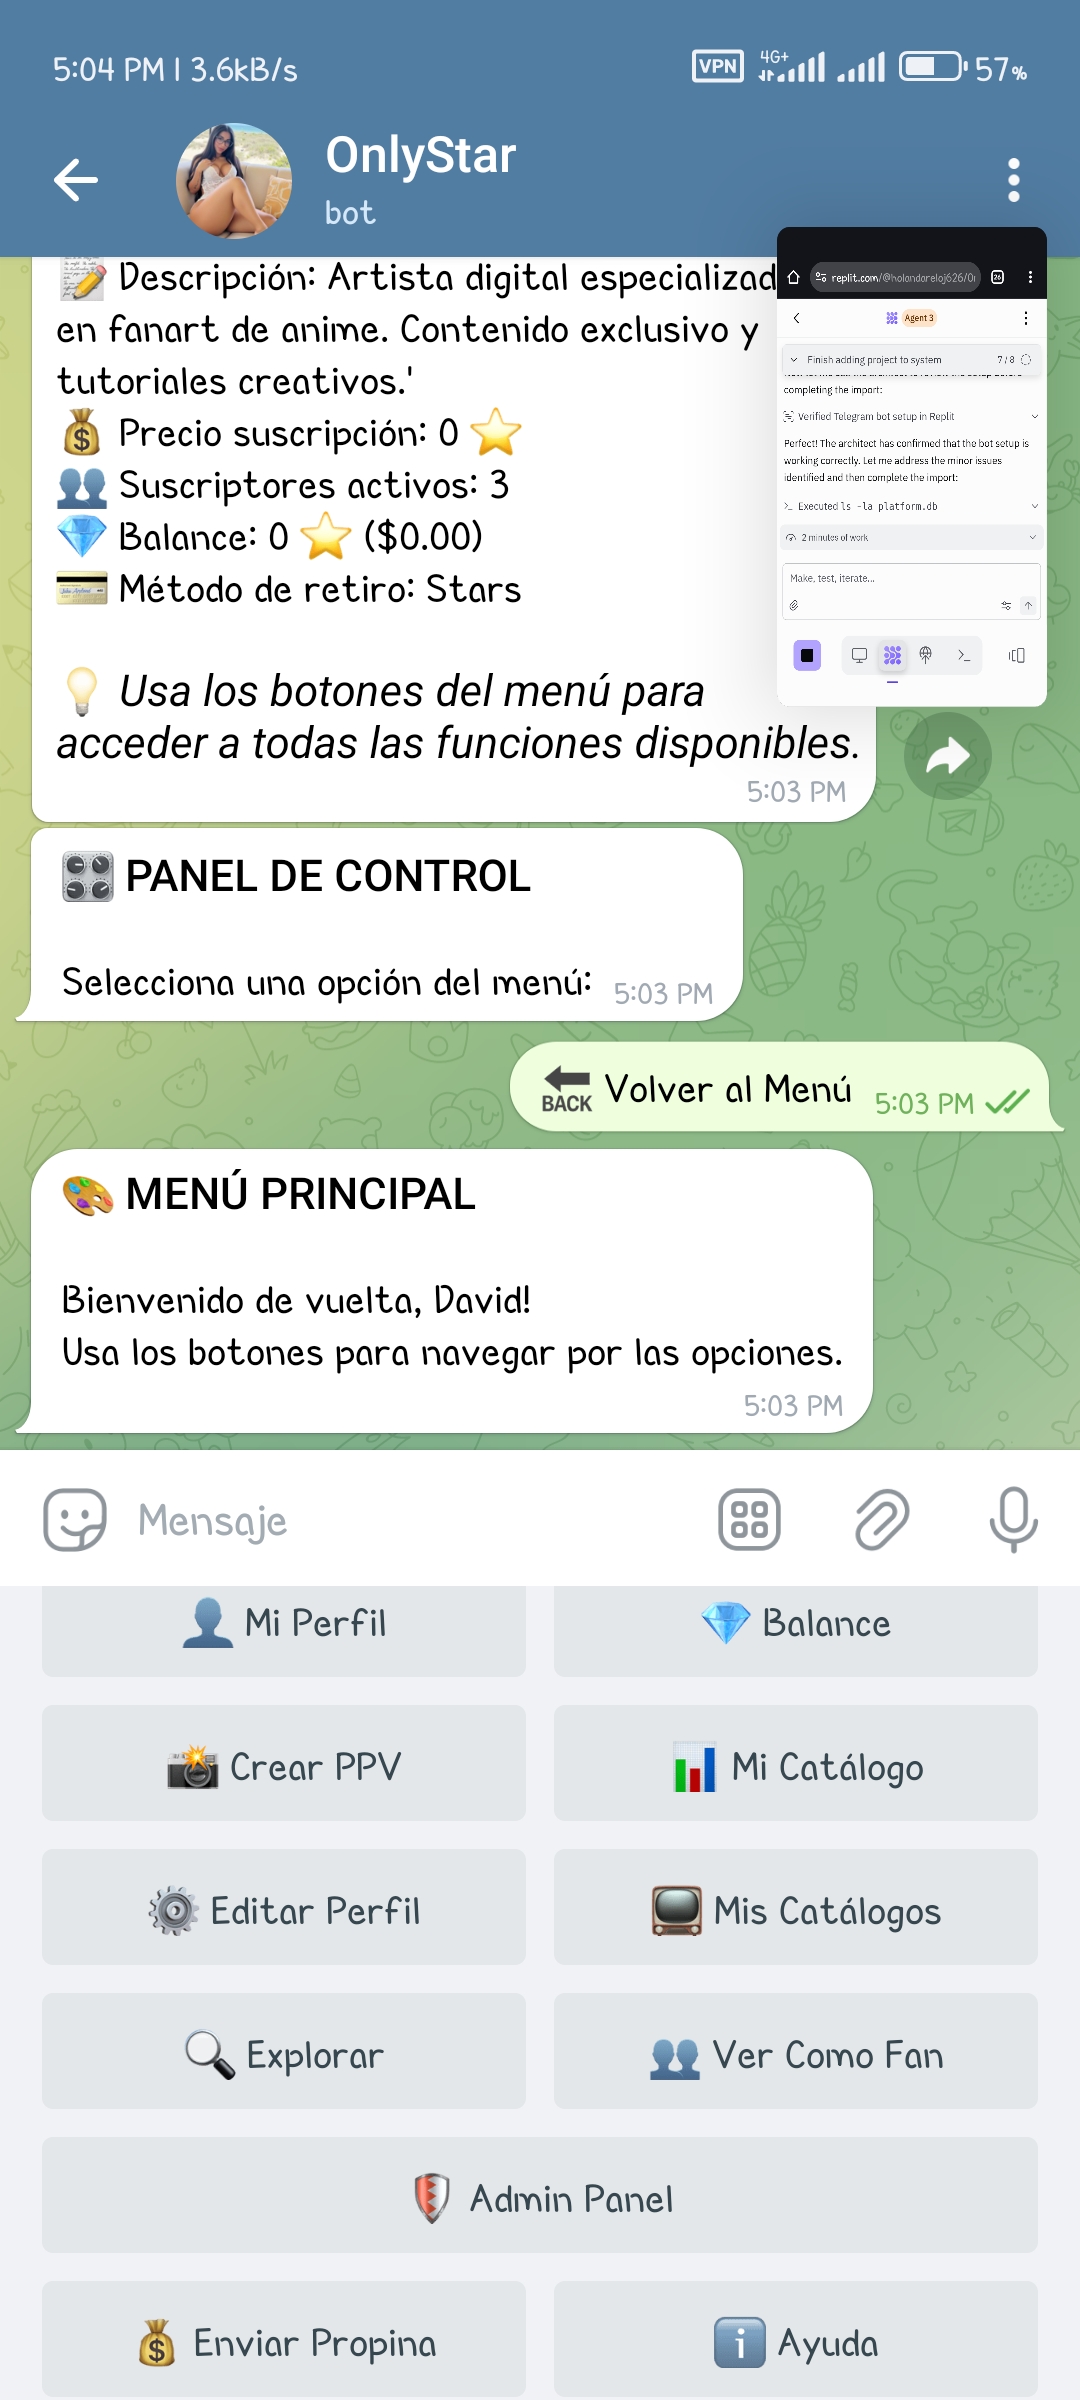 5:04 PM | 3.6kB/s
VPN 4G+ 57%
OnlyStar
bot
Descripción: Artista digital especializad
en fanart de anime. Contenido exclusivo y
tutoriales creativos.'
Precio suscripción: 0
Suscriptores activos: 3
Balance: 0 ($0.00)
Método de retiro: Stars
Usa los botones del menú para
acceder a todas las funciones disponibles.
5:03 PM
replit.com/@holandareloj626/
26
Agent 3
Finish adding project to system 7/8
completing the import:
Verified Telegram bot setup in Replit
Perfect! The architect has confirmed that the bot setup is
working correctly. Let me address the minor issues
identified and then complete the import:
Executed ls -la platform.db
2 minutes of work
Make, test, iterate...
PANEL DE CONTROL
Selecciona una opción del menú: 5:03 PM
BACK Volver al Menú 5:03 PM
MENÚ PRINCIPAL
Bienvenido de vuelta, David!
Usa los botones para navegar por las opciones.
5:03 PM
Mensaje
Mi Perfil
Balance
Crear PPV
Mi Catálogo
Editar Perfil
Mis Catálogos
Explorar
Ver Como Fan
Admin Panel
Enviar Propina
Ayuda